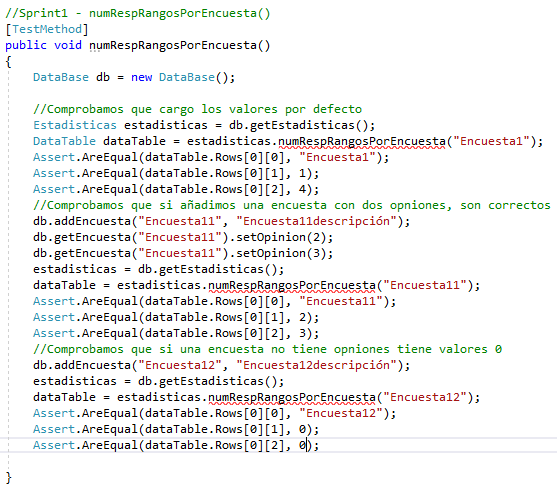 //Sprint1 - numRespRangosPorEncuesta()
[TestMethod]
public void numRespRangosPorEncuesta()
{
DataBase db = new DataBase();
//Comprobamos que cargo los valores por defecto
Estadisticas estadisticas = db.getEstadisticas();
DataTable dataTable = estadisticas.numRespRangosPorEncuesta("Encuesta1");
Assert.AreEqual(dataTable.Rows[0][0], "Encuesta1");
Assert.AreEqual(dataTable.Rows[0][1], 1);
Assert.AreEqual(dataTable.Rows[0][2], 4);
//Comprobamos que si añadimos una encuesta con dos opniones, son correctos
db.addEncuesta("Encuesta11", "Encuesta11descripción");
db.getEncuesta("Encuesta11").setOpinion(2);
db.getEncuesta("Encuesta11").setOpinion(3);
estadisticas = db.getEstadisticas();
dataTable = estadisticas.numRespRangosPorEncuesta("Encuesta11");
Assert.AreEqual(dataTable.Rows[0][0], "Encuesta11");
Assert.AreEqual(dataTable.Rows[0][1], 2);
Assert.AreEqual(dataTable.Rows[0][2], 3);
//Comprobamos que si una encuesta no tiene opniones tiene valores 0
db.addEncuesta("Encuesta12", "Encuesta12descripción");
estadisticas = db.getEstadisticas();
dataTable = estadisticas.numRespRangosPorEncuesta("Encuesta12");
Assert.AreEqual(dataTable.Rows[0][0], "Encuesta12");
Assert.AreEqual(dataTable.Rows[0][1], 0);
Assert.AreEqual(dataTable.Rows[0][2], 0);
}